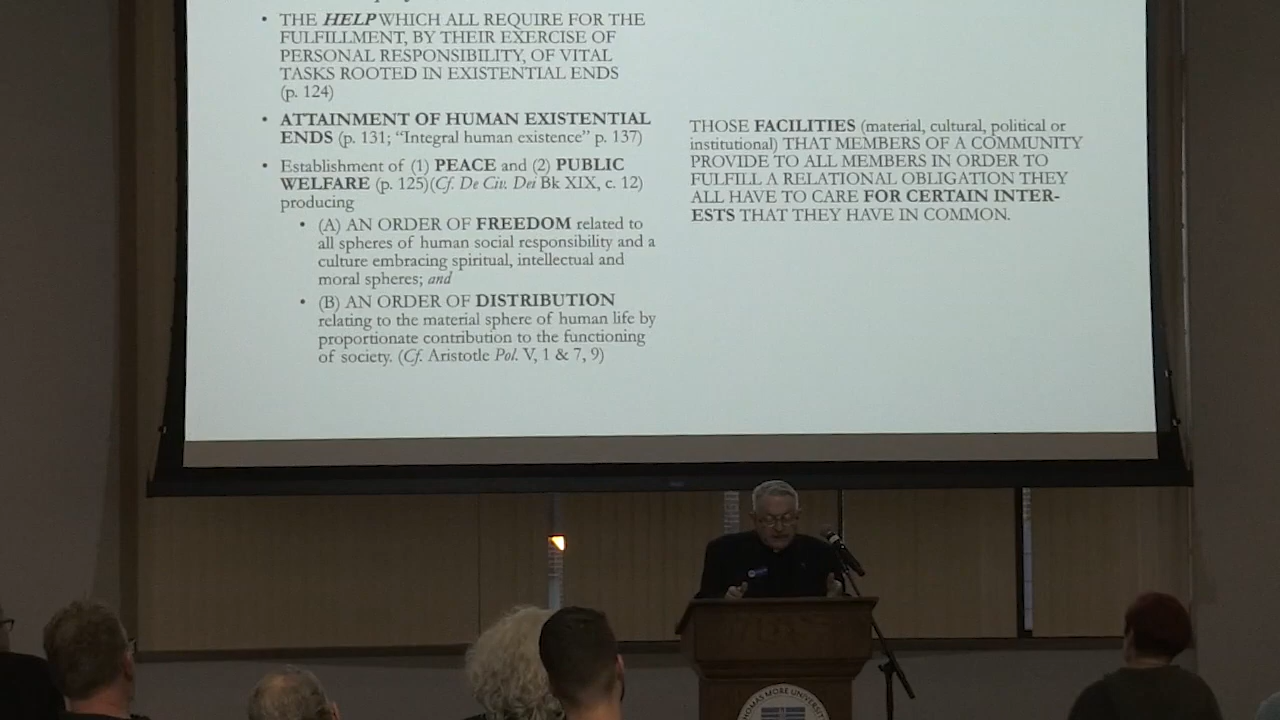 • THE HELP WHICH ALL REQUIRE FOR THE
FULFILLMENT, BY THEIR EXERCISE OF
PERSONAL RESPONSIBILITY, OF VITAL
TASKS ROOTED IN EXISTENTIAL ENDS
(p. 124)
• ATTAINMENT OF HUMAN EXISTENTIAL
ENDS (p. 131; “Integral human existence” p. 137)
• Establishment of (1) PEACE and (2) PUBLIC
WELFARE (p. 125)(Cf. De Civ. Dei Bk XIX, c. 12)
producing
• (A) AN ORDER OF FREEDOM related to
all spheres of human social responsibility and a
culture embracing spiritual, intellectual and
moral spheres; and
• (B) AN ORDER OF DISTRIBUTION
relating to the material sphere of human life by
proportionate contribution to the functioning
of society. (Cf. Aristotle Pol. V, 1 & 7, 9)
THOSE FACILITIES (material, cultural, political or
institutional) THAT MEMBERS OF A COMMUNITY
PROVIDE TO ALL MEMBERS IN ORDER TO
FULFILL A RELATIONAL OBLIGATION THEY
ALL HAVE TO CARE FOR CERTAIN INTER-
ESTS THAT THEY HAVE IN COMMON.
THOMAS MORE UNIVERSIT